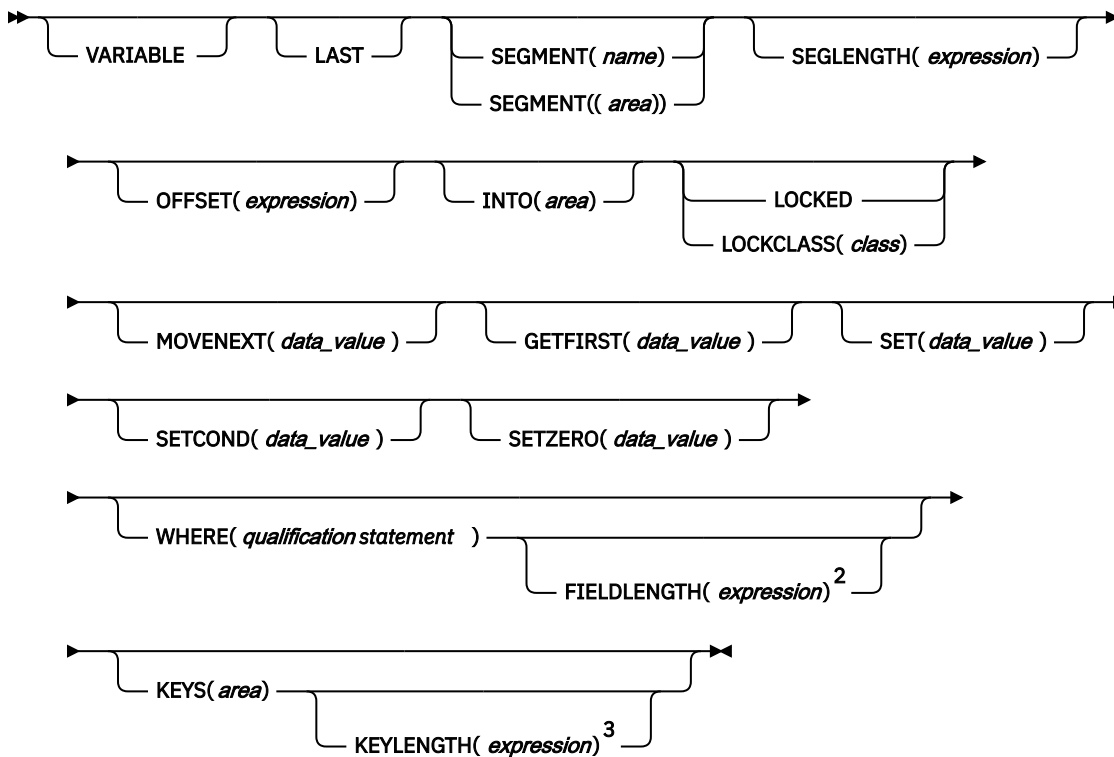 VARIABLE LAST SEGMENT( name) SEGLENGTH( expression)
SEGMENT(( area))
OFFSET( expression) INTO( area) LOCKED
LOCKCLASS( class)
MOVENEXT( data_value ) GETFIRST( data_value ) SET( data_value )
SETCOND( data_value ) SETZERO( data_value )
WHERE( qualification statement )
FIELDLENGTH( expression) 2
KEYS( area)
KEYLENGTH( expression) 3